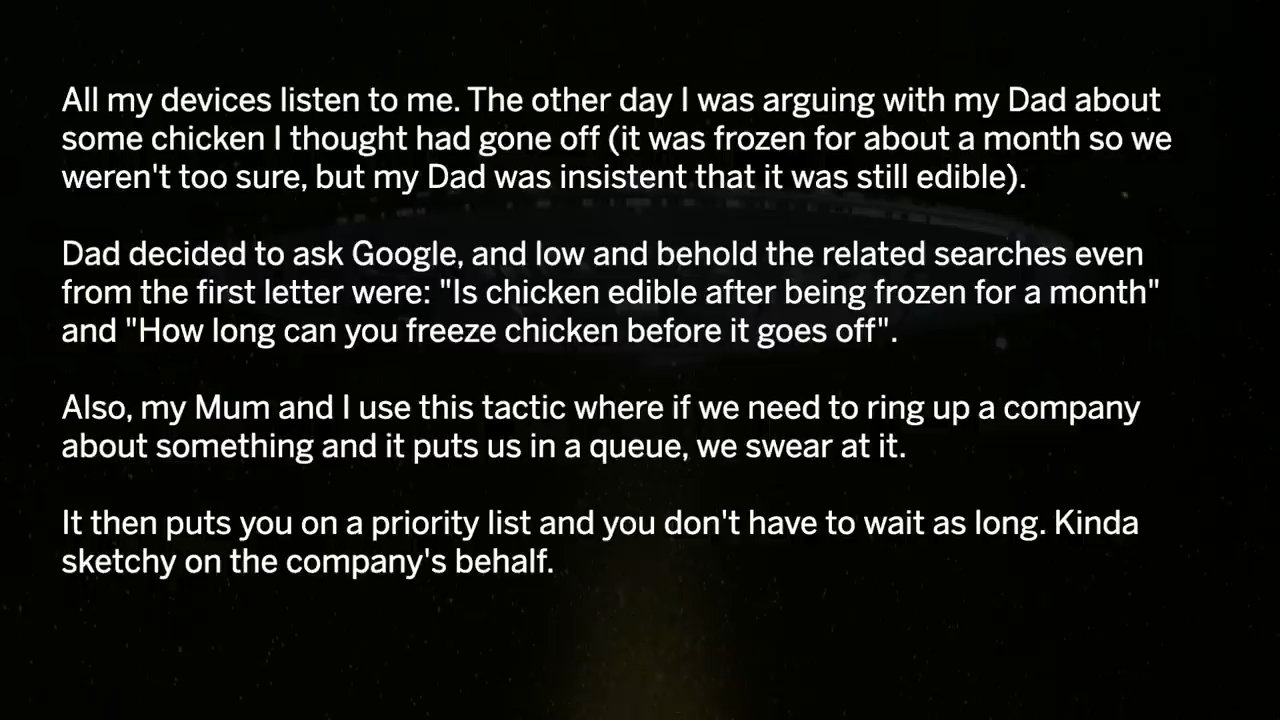 All my devices listen to me. The other day I was arguing with my Dad about
some chicken I thought had gone off (it was frozen for about a month so we
weren't too sure, but my Dad was insistent that it was still edible).
Dad decided to ask Google, and low and behold the related searches even
from the first letter were: "Is chicken edible after being frozen for a month"
and "How long can you freeze chicken before it goes off".
Also, my Mum and I use this tactic where if we need to ring up a company
about something and it puts us in a queue, we swear at it.
It then puts you on a priority list and you don't have to wait as long. Kinda
sketchy on the company's behalf.